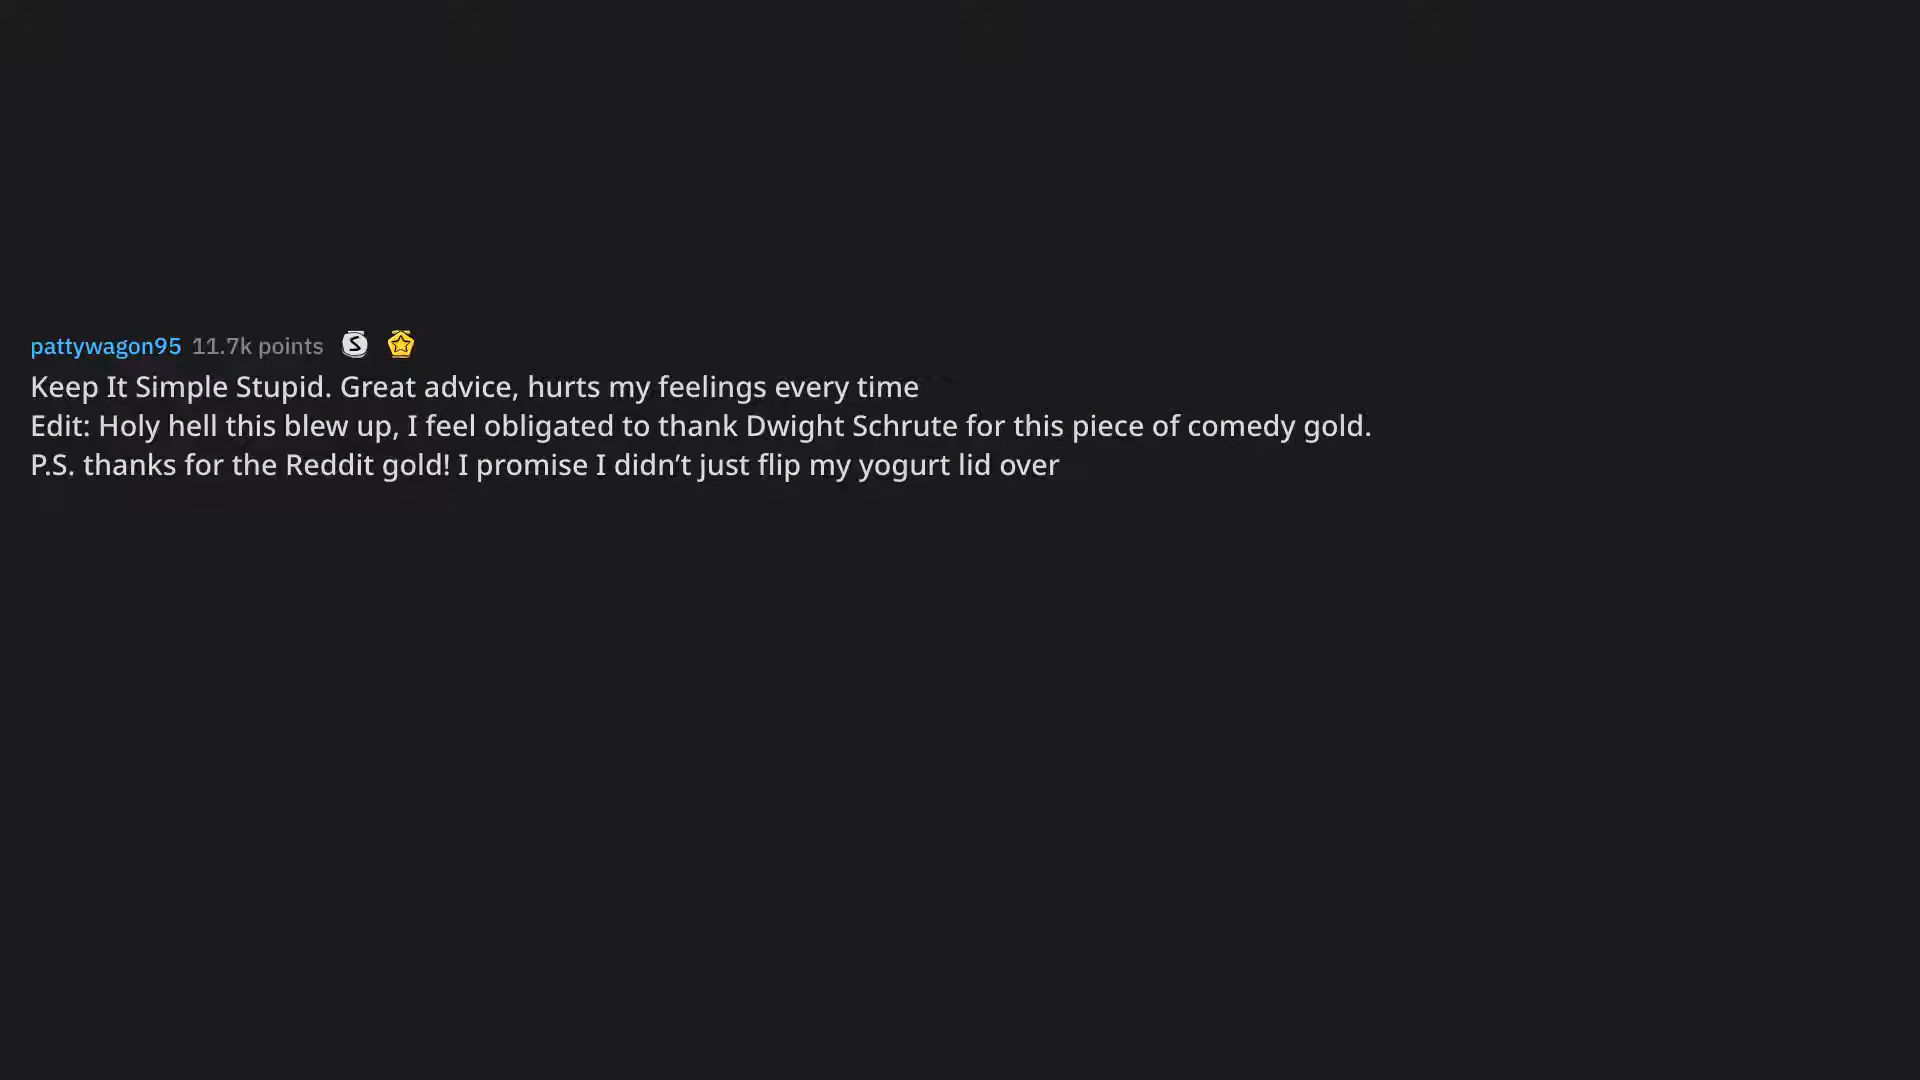 pattywagon95 11.7k points
Keep It Simple Stupid. Great advice, hurts my feelings every time
Edit: Holy hell this blew up, I feel obligated to thank Dwight Schrute for this piece of comedy gold.
P.S. thanks for the Reddit gold! I promise I didn’t just flip my yogurt lid over